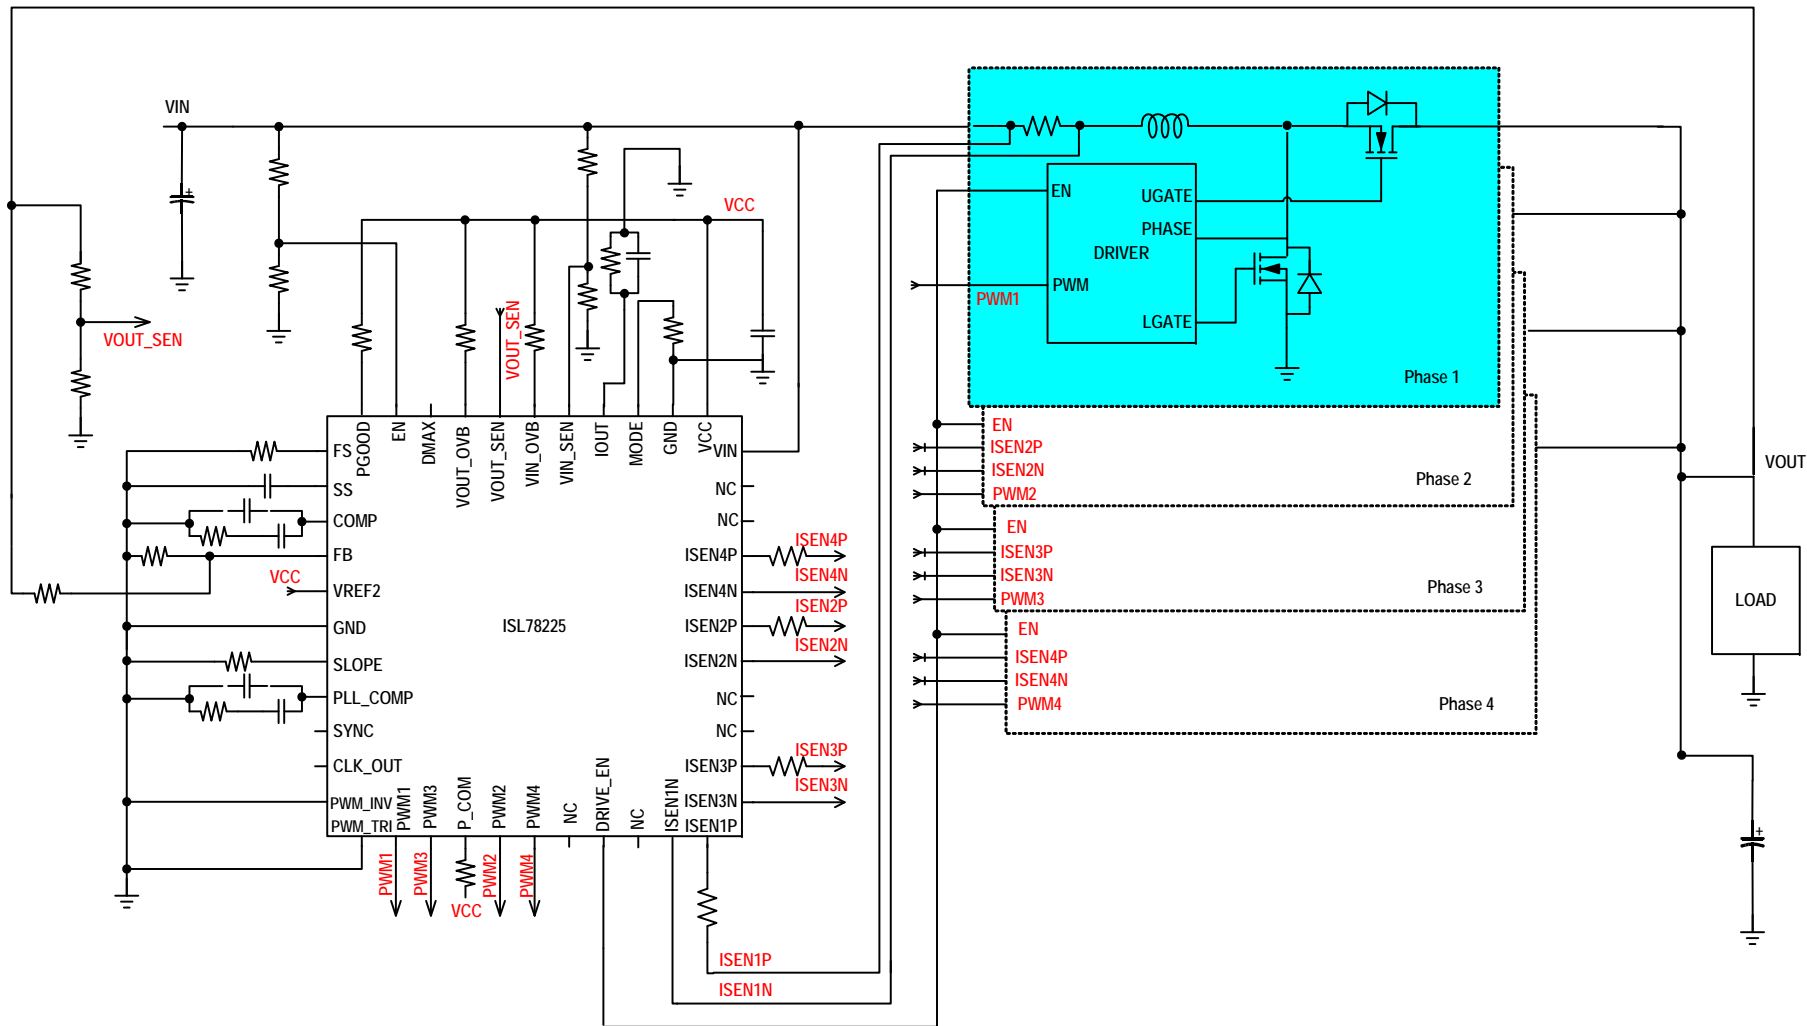 VIN
VCC
VOUT_SEN
VOUT_SEN
PGOOD
EN
DMAX
VOUT_OVB
VOUT_SEN
VIN_OVB
VIN_SEN
IOUT
MODE
GND
VCC
FS
SS
COMP
FB
VCC
VREF2
GND
SLOPE
PLL_COMP
SYNC
CLK_OUT
PWM_INV
PWM_TRI
ISL78225
VIN
NC
NC
ISEN4P
ISEN4N
ISEN2P
ISEN2N
NC
NC
ISEN3P
ISEN3N
ISEN1P
ISEN4P
ISEN4N
ISEN2P
ISEN2N
ISEN3P
ISEN3N
PWM1
PWM3
P_COM
PWM2
PWM4
NC
DRIVE_EN
NC
ISEN1N
PWM1
PWM3
VCC
PWM2
PWM4
ISEN1P
ISEN1N
EN
UGATE
PHASE
DRIVER
PWM
LGATE
PWM1
Phase 1
EN
ISEN2P
ISEN2N
PWM2
Phase 2
EN
ISEN3P
ISEN3N
PWM3
Phase 3
EN
ISEN4P
ISEN4N
PWM4
Phase 4
VOUT
LOAD